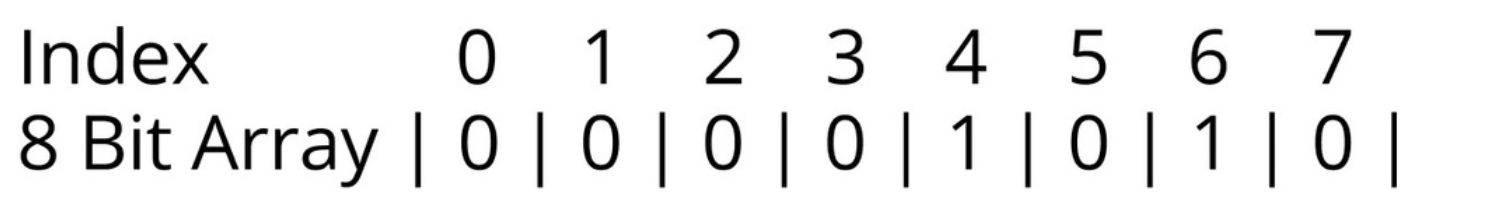 Index 0 1 2 3 4 5 6 7
8 Bit Array | 0 | 0 | 0 | 0 | 1 | 0 | 1 | 0 |